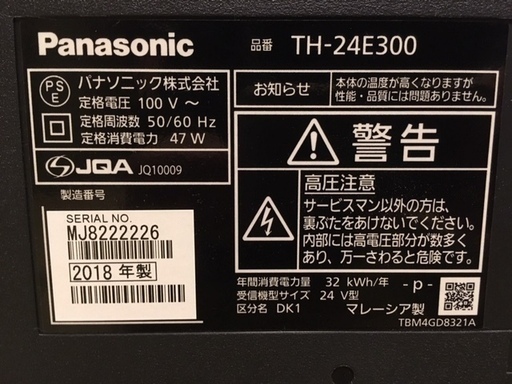 Panasonic 品番 TH-24E300
PS
E
パナソニック株式会社
定格電圧 100 V ～
定格周波数 50/60 Hz
定格消費電力 47 W
お知らせ
本体の温度が高くなりますが
性能・品質には問題ありません。
JQA JQ10009
製造番号
SERIAL NO.
MJ8222226
2018 年製
警告
高圧注意
サービスマン以外の方は、
裏ぶたをあけないでください。
内部には高電圧部分が数多く
あり、万一さわると危険です。
年間消費電力量 32 kWh/年
受信機型サイズ 24 V型
区分名 DK1
-p-
マレーシア製
TBM4GD8321A